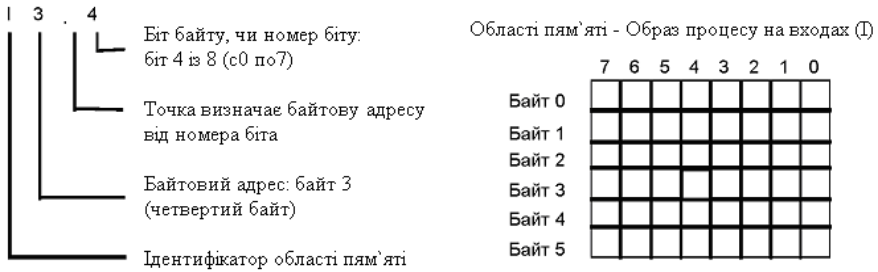 I 3 . 4
Біт байту, чи номер біту:
біт 4 із 8 (с0 по7)
Точка визначає байтову адресу
від номера біта
Байтовий адрес: байт 3
(четвертий байт)
Ідентифікатор області пам`яті
Області пям`яті - Образ процесу на входах (I)
7 6 5 4 3 2 1 0
Байт 0
Байт 1
Байт 2
Байт 3
Байт 4
Байт 5